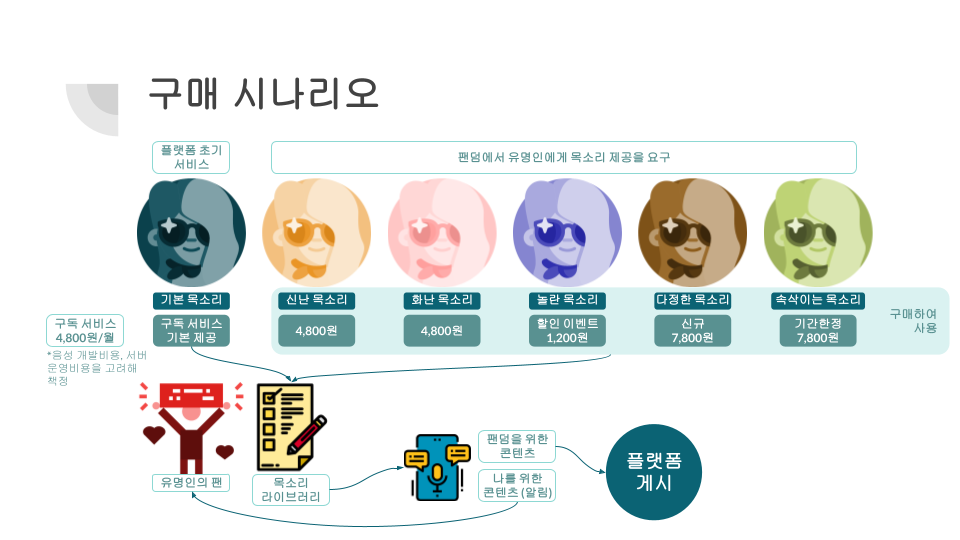 구매 시나리오
플랫폼 초기
서비스
팬덤에서 유명인에게 목소리 제공을 요구
기본 목소리
신난 목소리
화난 목소리
놀란 목소리
다정한 목소리
속삭이는 목소리
구독 서비스
4,800원/월
구독 서비스
기본 제공
4,800원
4,800원
할인 이벤트
1,200원
신규
7,800원
기간한정
7,800원
구매하여
사용
*음성 개발비용, 서버
운영비용을 고려해
책정
유명인의 팬
목소리
라이브러리
팬덤을 위한
콘텐츠
나를 위한
콘텐츠 (알림)
플랫폼
게시